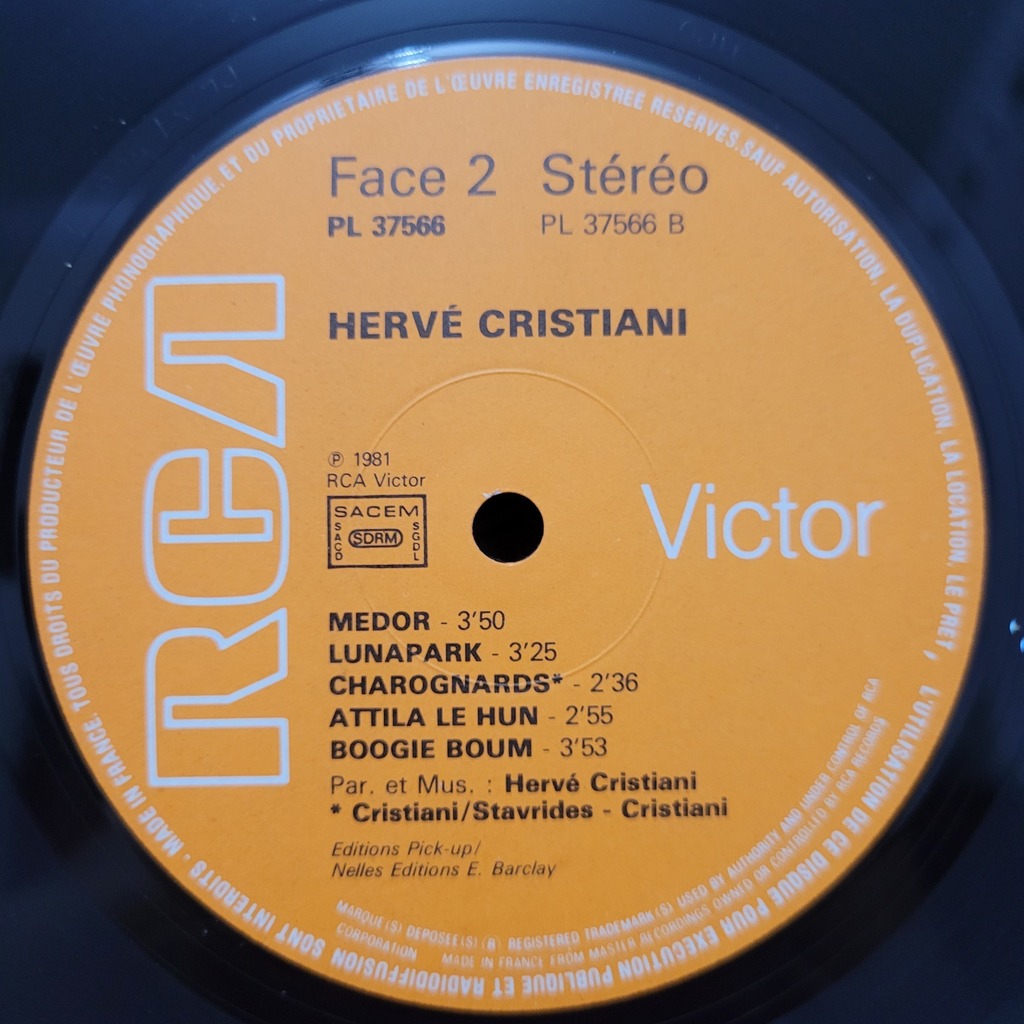 Face 2 Stéréo
PL 37566 PL 37566 B
HERVÉ CRISTIANI
℗ 1981
RCA Victor
SACEM
SACD SDRM SGDL
RCA
Victor
MEDOR - 3'50
LUNAPARK - 3'25
CHAROGNARDS* - 2'36
ATTILA LE HUN - 2'55
BOOGIE BOUM - 3'53
Par. et Mus. : Hervé Cristiani
* Cristiani/Stavrides - Cristiani
Editions Pick-up/
Nelles Editions E. Barclay
MARQUE(S) DEPOSEE(S) (R) REGISTERED TRADEMARK(S) USED BY AUTHORITY AND UNDER CONTROL OF RCA
CORPORATION MADE IN FRANCE FROM MASTER RECORDINGS OWNED OR CONTROLLED BY RCA RECORDS
MADE IN FRANCE. TOUS DROITS DU PRODUCTEUR DE L'ŒUVRE PHONOGRAPHIQUE. ET DU PROPRIETAIRE DE L'ŒUVRE ENREGISTREE RESERVES. SAUF AUTORISATION, LA DUPLICATION, LA LOCATION, LE PRET, L'UTILISATION DE CE DISQUE POUR EXECUTION PUBLIQUE ET RADIODIFFUSION SONT INTERDITS.